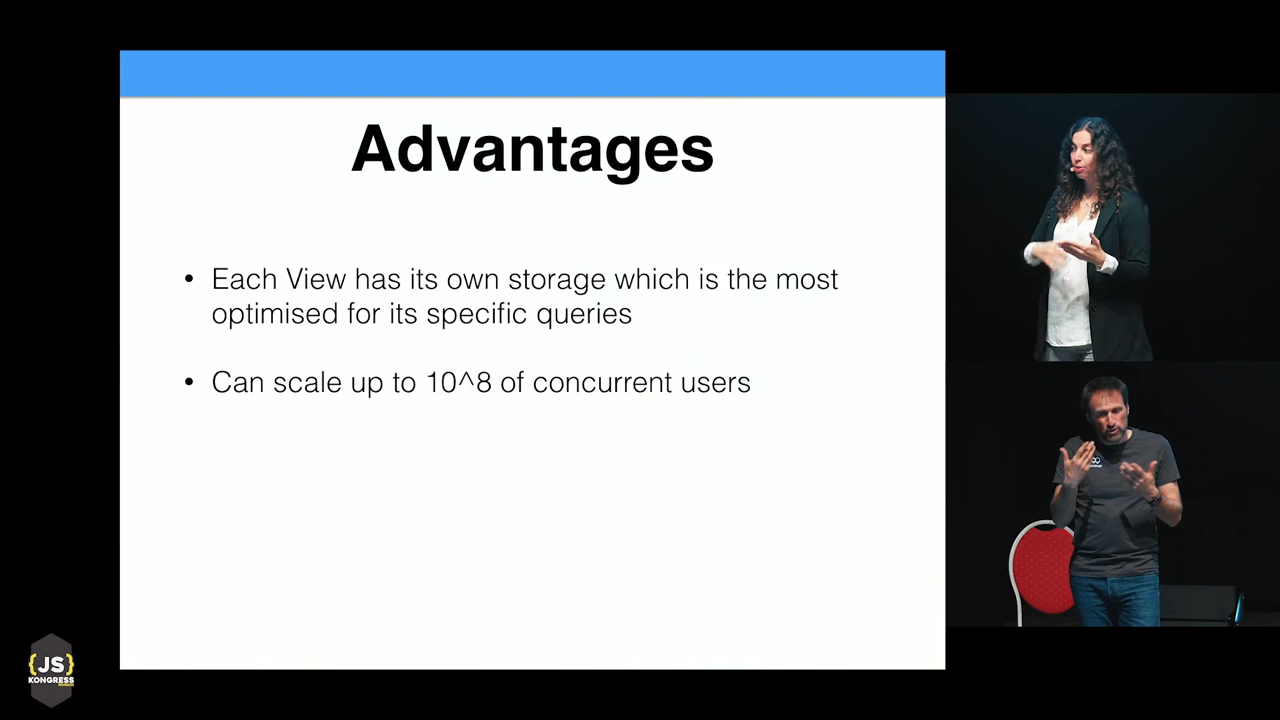 Advantages
• Each View has its own storage which is the most
optimised for its specific queries
• Can scale up to 10^8 of concurrent users
{JS}
KONGRESS